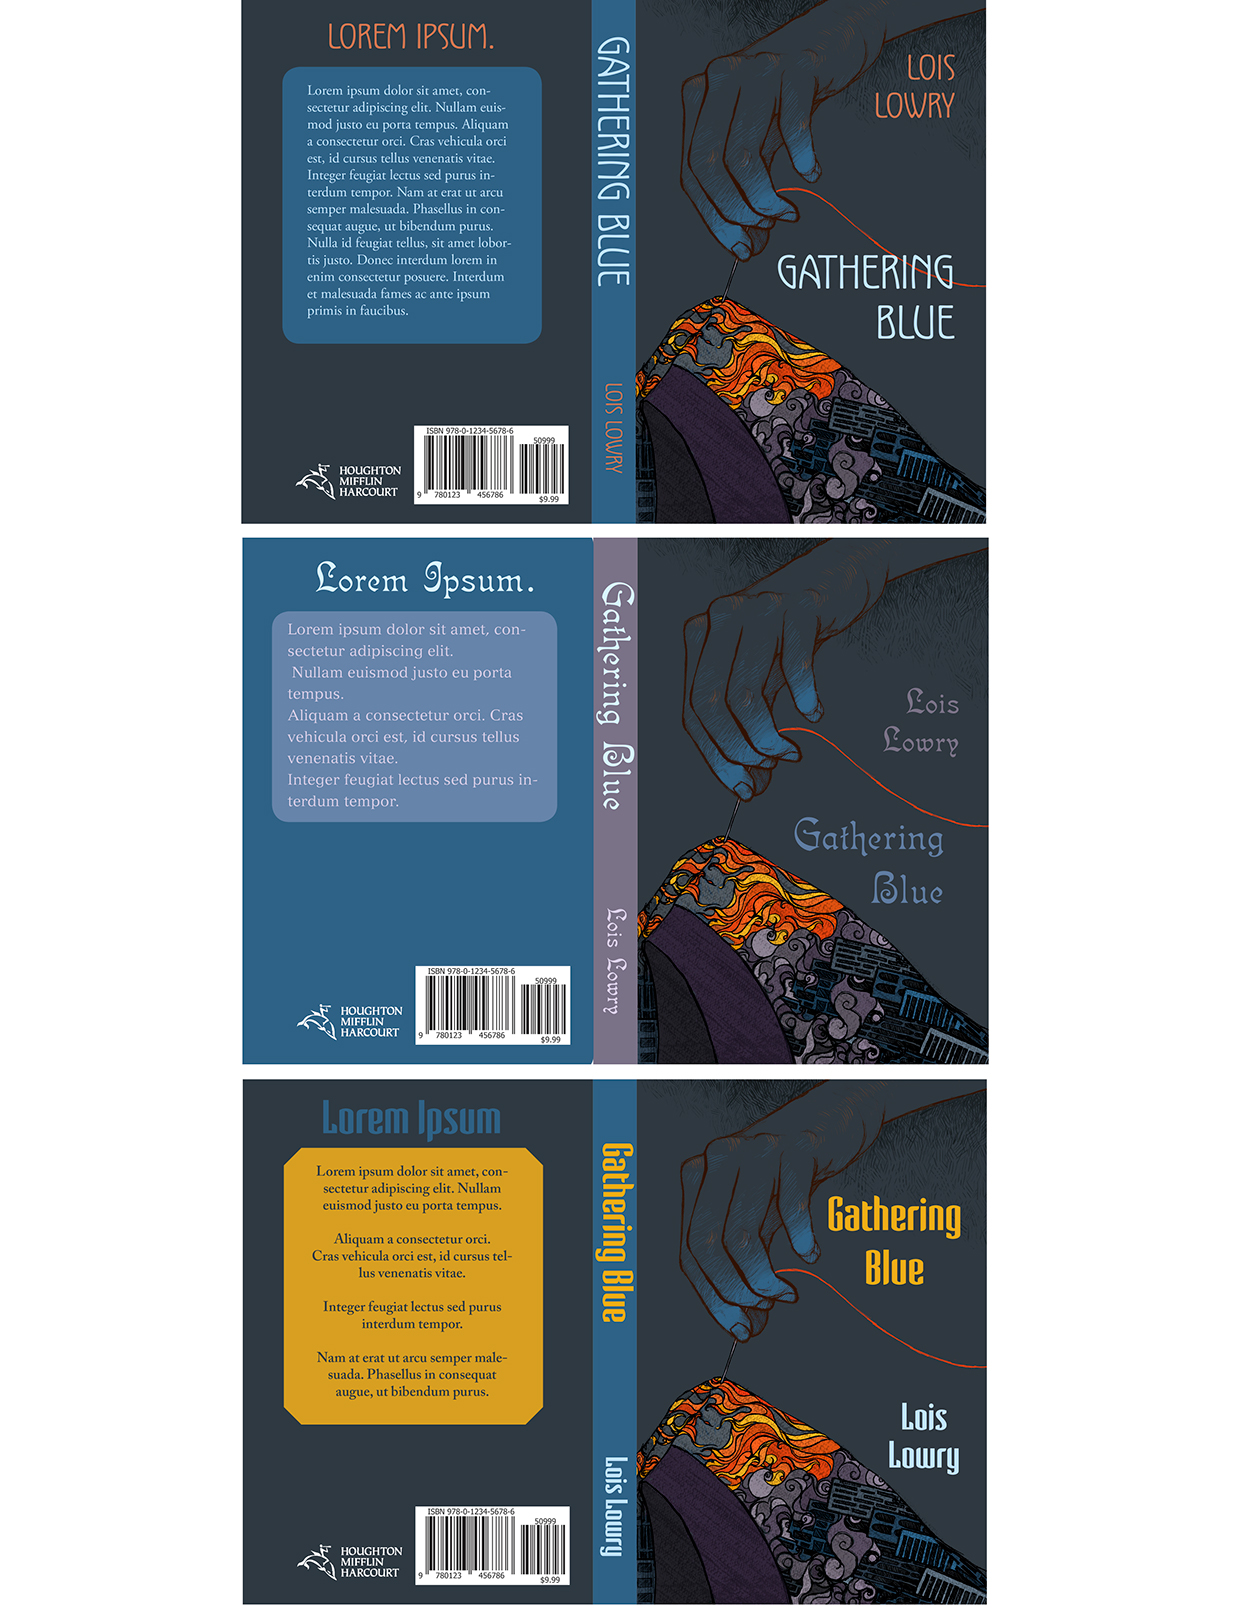 LOREM IPSUM.
Lorem ipsum dolor sit amet, con-
sectetur adipiscing elit. Nullam euis-
mod justo eu porta tempus. Aliquam
a consectetur orci. Cras vehicula orci
est, id cursus tellus venenatis vitae.
Integer feugiat lectus sed purus in-
terdum tempor. Nam at erat ut arcu
semper malesuada. Phasellus in con-
sequat augue, ut bibendum purus.
Nulla id feugiat tellus, sit amet lobor-
tis justo. Donec interdum lorem in
enim consectetur posuere. Interdum
et malesuada fames ac ante ipsum
primis in faucibus.
HOUGHTON
MIFFLIN
HARCOURT
ISBN 978-0-1234-5678-6
50999
9 780123 456786
$9.99
GATHERING BLUE
LOIS LOWRY
LOIS
LOWRY
GATHERING
BLUE
Lorem Ipsum.
Lorem ipsum dolor sit amet, con-
sectetur adipiscing elit.
Nullam euismod justo eu porta
tempus.
Aliquam a consectetur orci. Cras
vehicula orci est, id cursus tellus
venenatis vitae.
Integer feugiat lectus sed purus in-
terdum tempor.
HOUGHTON
MIFFLIN
HARCOURT
ISBN 978-0-1234-5678-6
50999
9 780123 456786
$9.99
Gathering Blue
Lois Lowry
Lois
Lowry
Gathering
Blue
Lorem Ipsum
Lorem ipsum dolor sit amet, con-
sectetur adipiscing elit. Nullam
euismod justo eu porta tempus.
Aliquam a consectetur orci.
Cras vehicula orci est, id cursus tel-
lus venenatis vitae.
Integer feugiat lectus sed purus
interdum tempor.
Nam at erat ut arcu semper male-
suada. Phasellus in consequat
augue, ut bibendum purus.
HOUGHTON
MIFFLIN
HARCOURT
ISBN 978-0-1234-5678-6
50999
9 780123 456786
$9.99
Gathering Blue
Lois Lowry
Gathering
Blue
Lois
Lowry